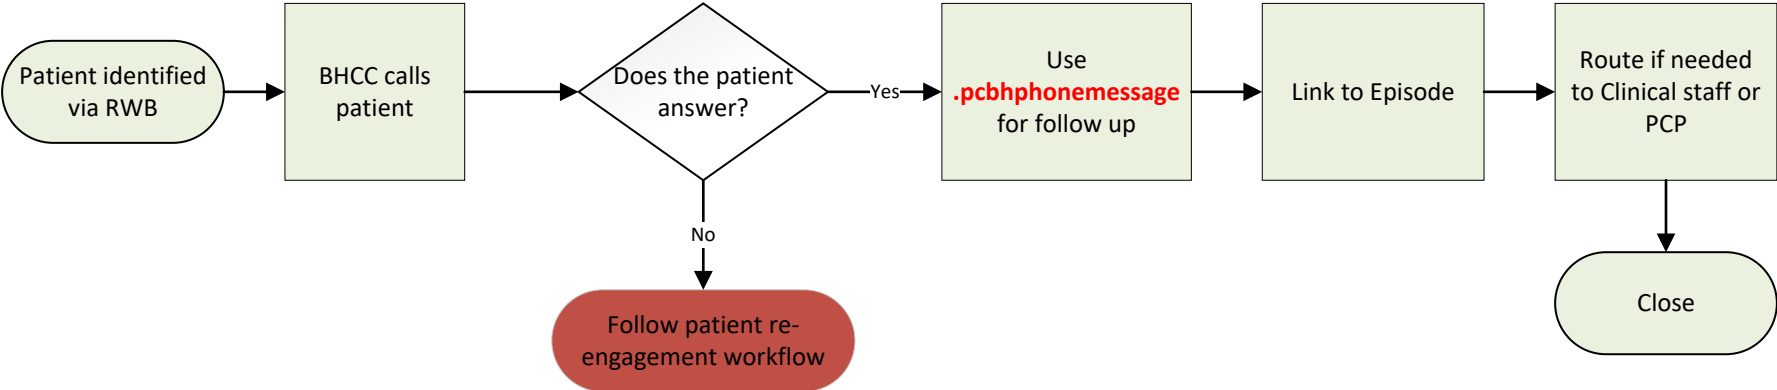 Patient identified
via RWB
BHCC calls
patient
Does the patient
answer?
Yes
Use
.pcbhphonemessage
for follow up
Link to Episode
Route if needed
to Clinical staff or
PCP
No
Follow patient re-
engagement workflow
Close